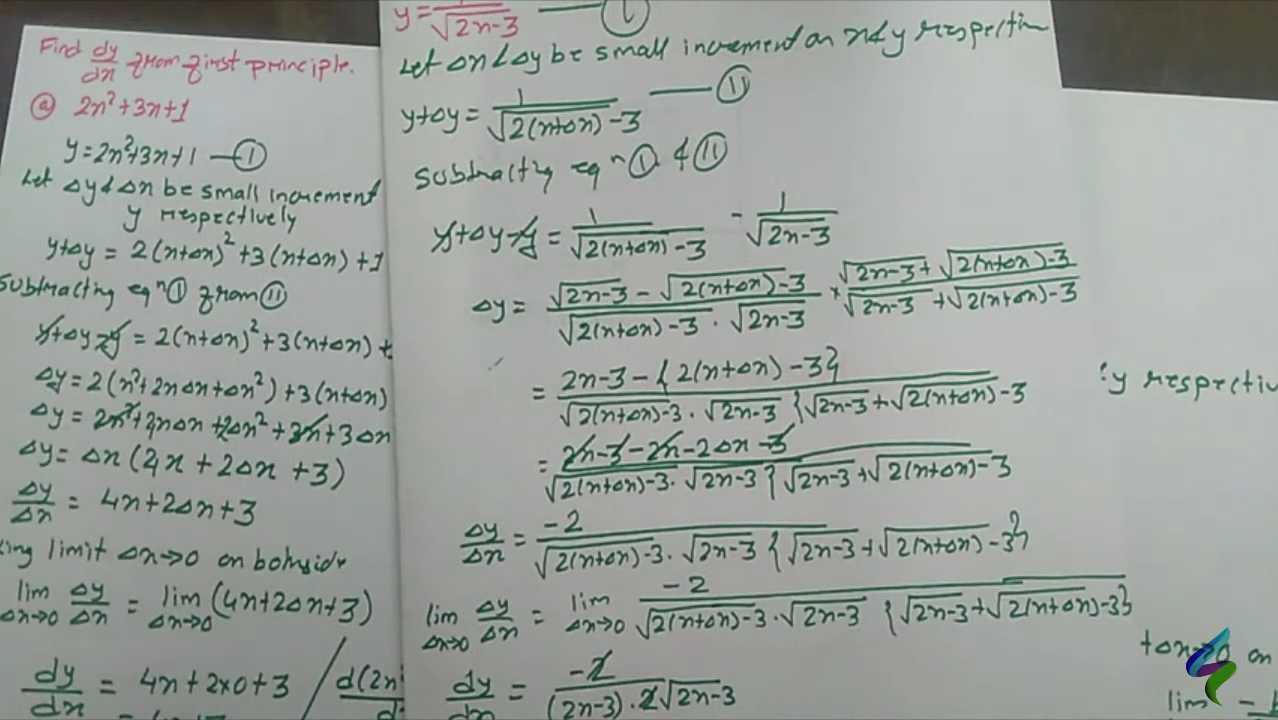 Find dy/dx from first principle.
ⓐ 2x²+3x+1
y=2x²+3x+1 —Ⓘ
Let Δy & Δx be small increment
y respectively
y+Δy = 2(x+Δx)²+3(x+Δx)+1
Subtracting eqⁿ Ⓘ from ⑪
y+Δy-y = 2(x+Δx)²+3(x+Δx)+
Δy=2(x²+2xΔx+Δx²)+3(x+Δx)
Δy= 2x²+4xΔx+2Δx²+3x+3Δx
Δy= Δx(4x+2Δx+3)
Δy/Δx = 4x+2Δx+3
limit Δx→0 on bothside
lim Δx→0 Δy/Δx = lim Δx→0 (4x+2Δx+3)
dy/dx = 4x+2×0+3 / d(2x²
y=1/√2x-3 —Ⓘ
Let Δx & Δy be small increment on x & y
y+Δy= 1/√2(x+Δx)-3 —⑪
Subtracting eqⁿ Ⓘ & ⑪
y+Δy-y = 1/√2(x+Δx)-3 - 1/√2x-3
Δy= √2x-3 - √2(x+Δx)-3 / √2(x+Δx)-3 . √2x-3 × √2x-3 + √2(x+Δx)-3 / √2x-3 + √2(x+Δx)-3
= 2x-3-{2(x+Δx)-3} / √2(x+Δx)-3 . √2x-3 {√2x-3+√2(x+Δx)-3
= 2x-3-2x-2Δx-3 / √2(x+Δx)-3 . √2x-3 {√2x-3+√2(x+Δx)-3
Δy/Δx = -2 / √2(x+Δx)-3 . √2x-3 {√2x-3+√2(x+Δx)-3}
lim Δx→0 Δy/Δx = lim Δx→0 -2 / √2(x+Δx)-3 . √2x-3 {√2x-3+√2(x+Δx)-3}
dy/dx = -2 / (2x-3).2√2x-3
y
Δx→0 on
lim -1